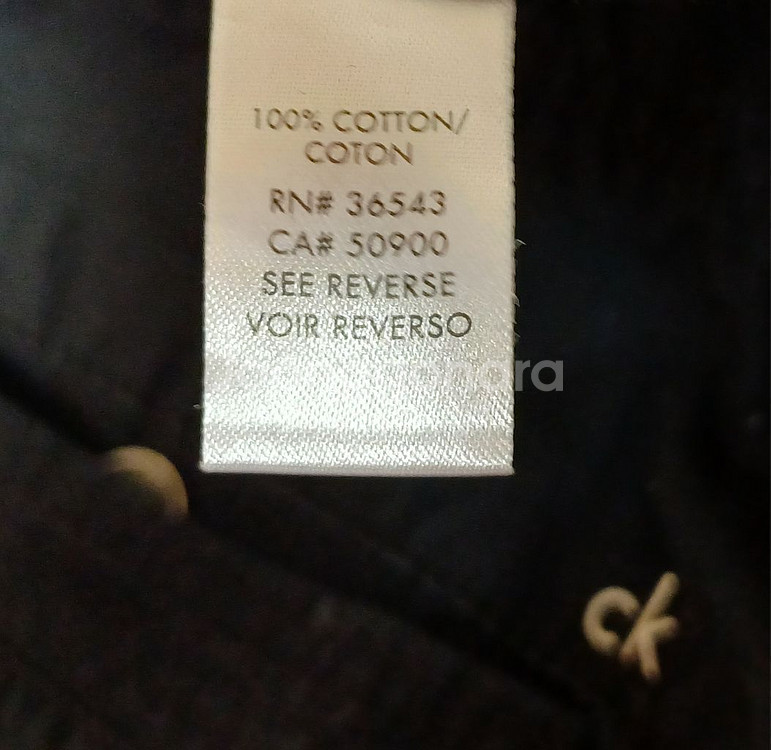 100% COTTON/
COTON
RN# 36543
CA# 50900
SEE REVERSE
VOIR REVERSO
ck